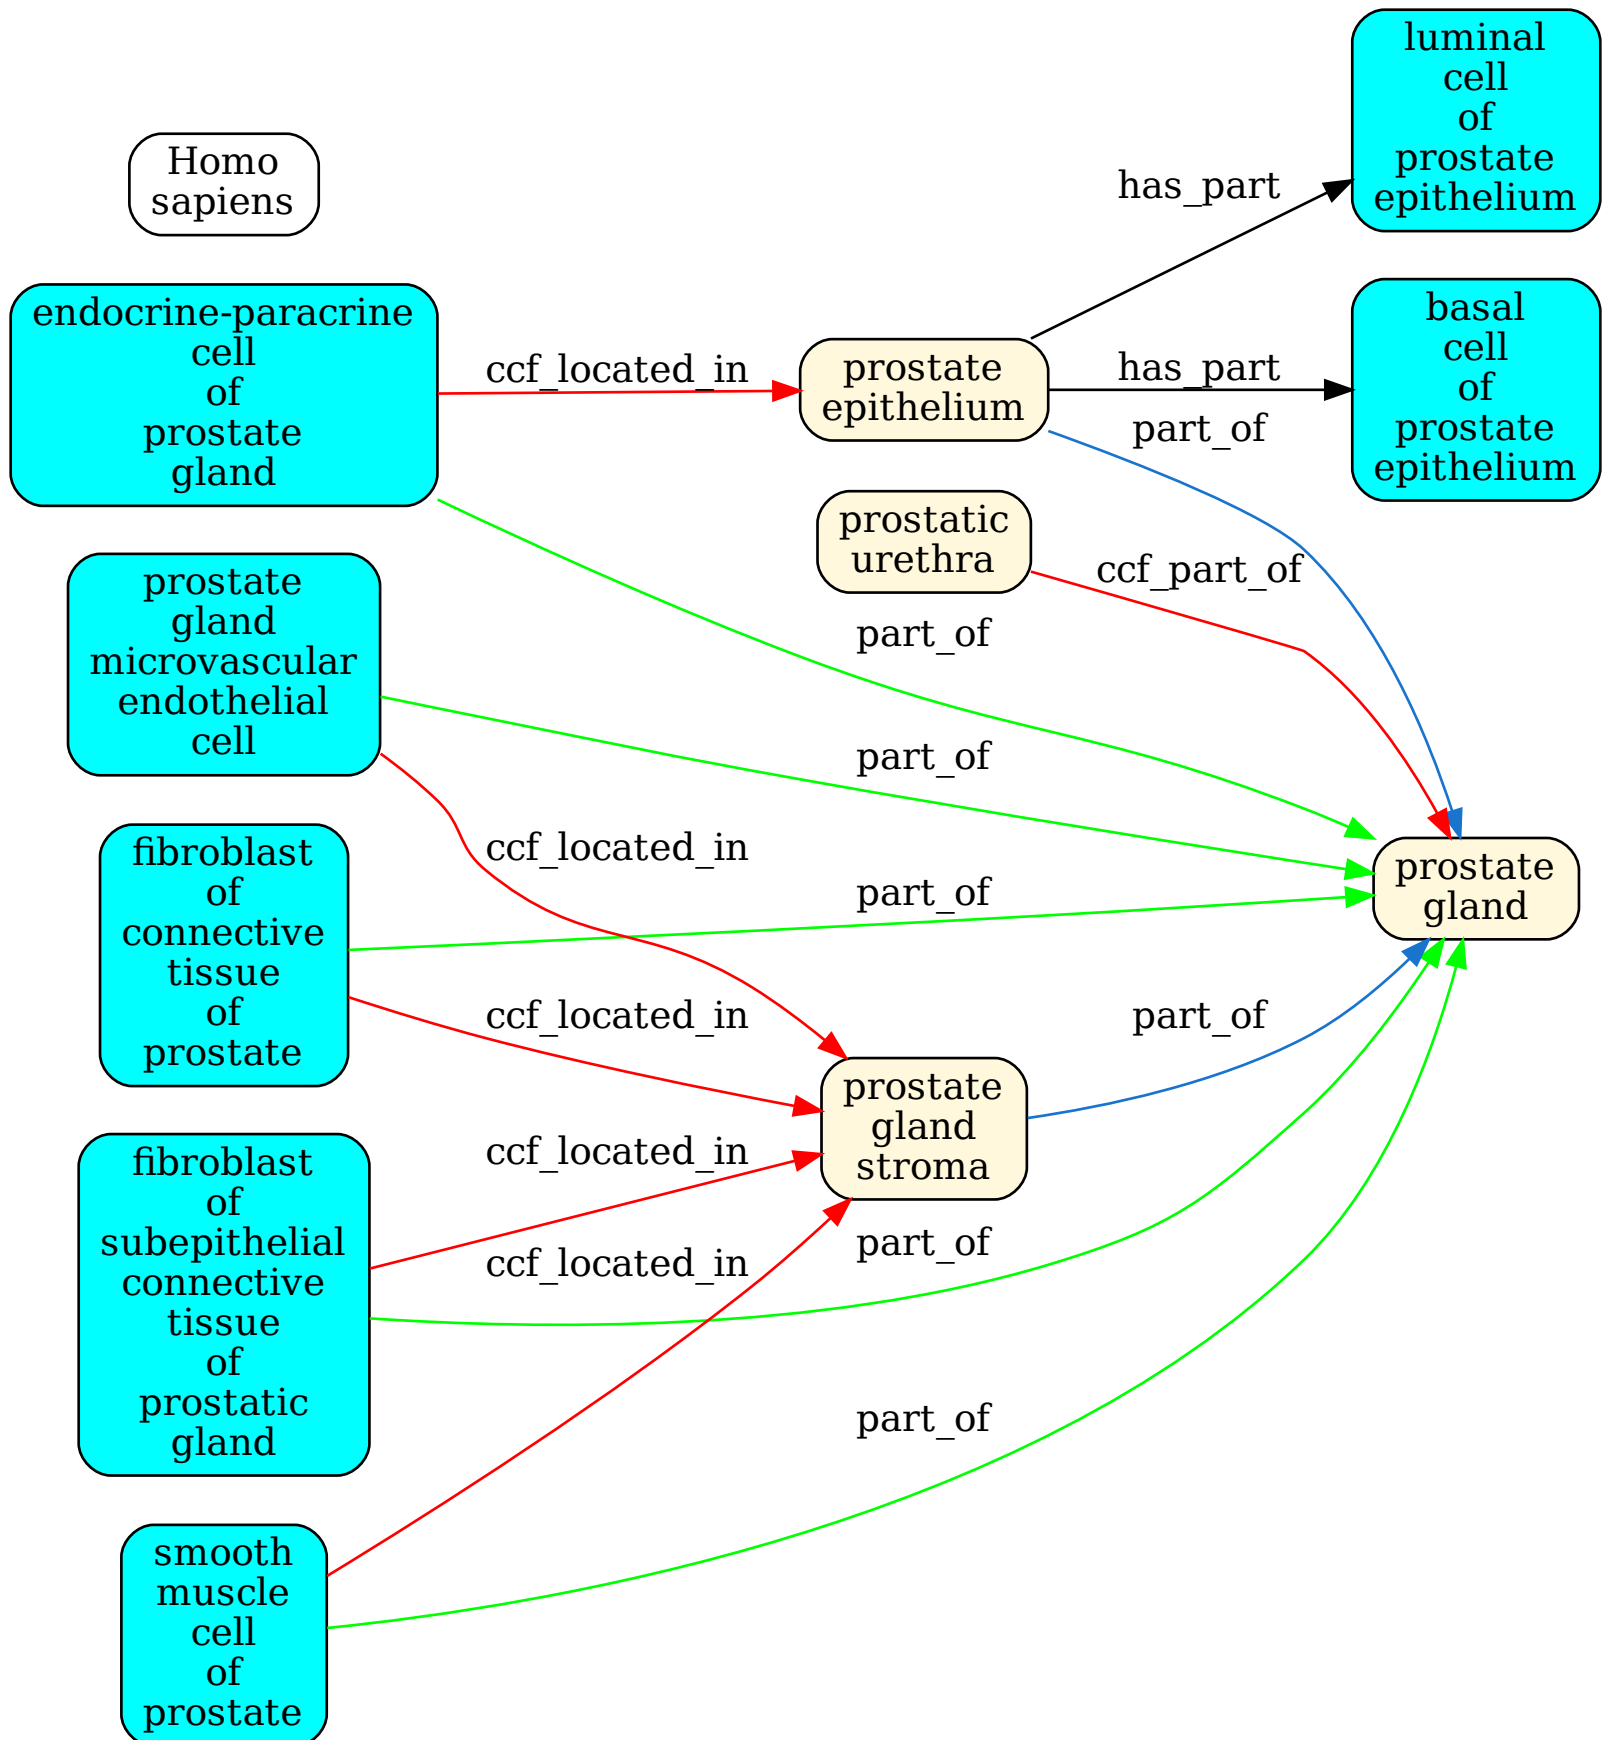 luminal
cell
of
prostate
epithelium
Homo
sapiens
has_part
endocrine-paracrine
cell
of
prostate
gland
ccf_located_in
prostate
epithelium
has_part
part_of
basal
cell
of
prostate
epithelium
prostatic
urethra
ccf_part_of
prostate
gland
microvascular
endothelial
cell
part_of
part_of
ccf_located_in
fibroblast
of
connective
tissue
of
prostate
part_of
prostate
gland
ccf_located_in
part_of
prostate
gland
stroma
fibroblast
of
subepithelial
connective
tissue
of
prostatic
gland
ccf_located_in
ccf_located_in
part_of
part_of
smooth
muscle
cell
of
prostate